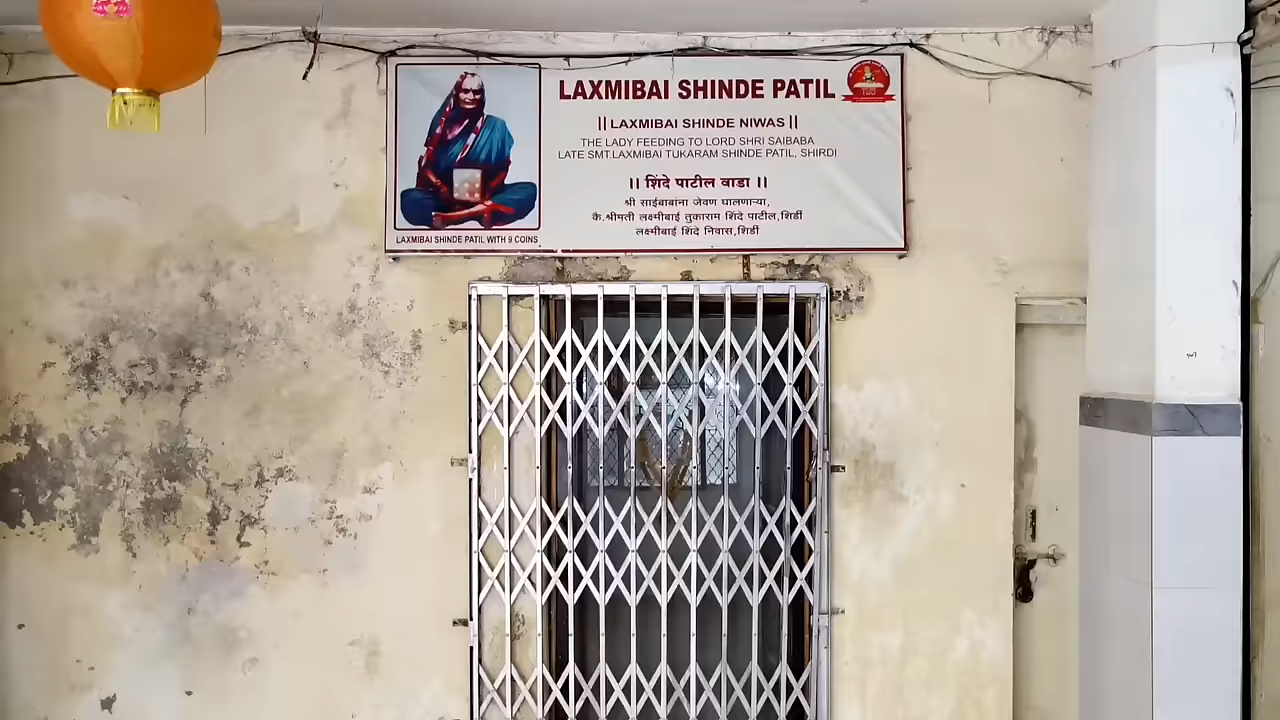 LAXMIBAI SHINDE PATIL
|| LAXMIBAI SHINDE NIWAS ||
THE LADY FEEDING TO LORD SHRI SAIBABA
LATE SMT.LAXMIBAI TUKARAM SHINDE PATIL, SHIRDI
।। शिंदे पाटील वाडा ।।
श्री साईबाबांना जेवण घालणाऱ्या,
कै.श्रीमती लक्ष्मीबाई तुकाराम शिंदे पाटील,शिर्डी
लक्ष्मीबाई शिंदे निवास,शिर्डी
LAXMIBAI SHINDE PATIL WITH 9 COINS